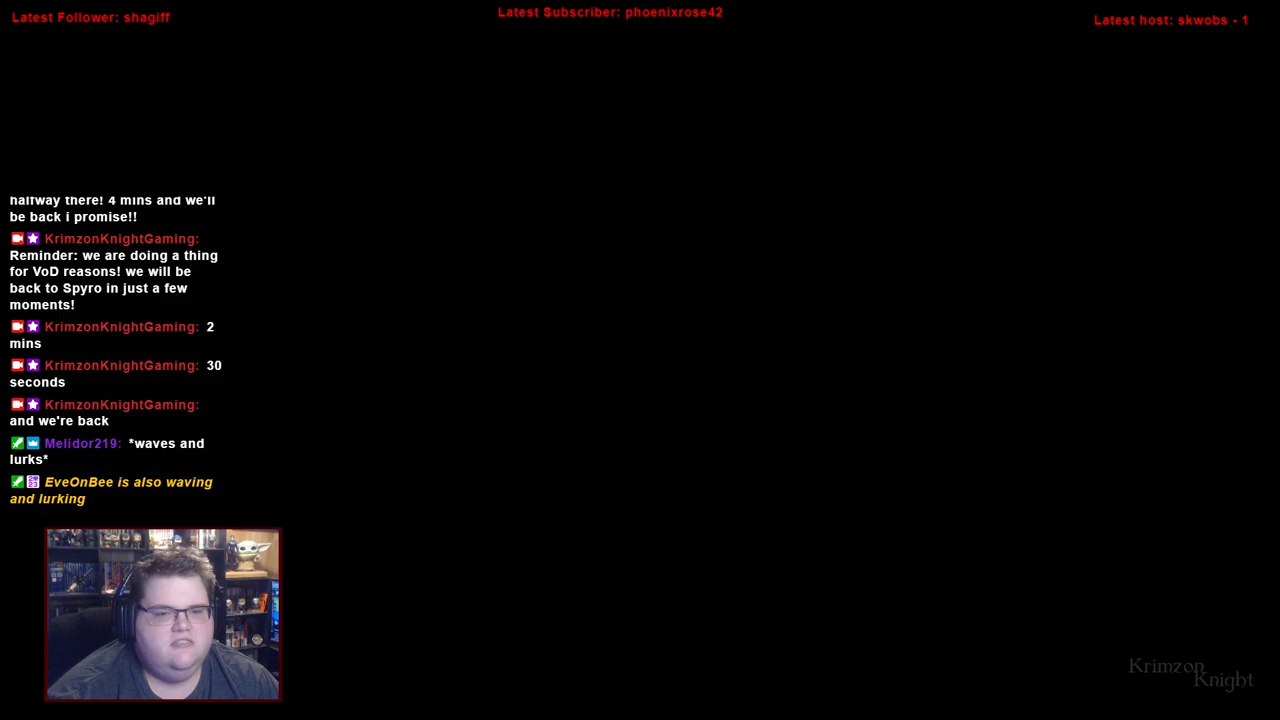 Latest Follower: shagiff
Latest Subscriber: phoenixrose42
Latest host: skwobs - 1
halfway there! 4 mins and we'll
be back i promise!!
KrimzonKnightGaming:
Reminder: we are doing a thing
for VoD reasons! we will be
back to Spyro in just a few
moments!
KrimzonKnightGaming: 2
mins
KrimzonKnightGaming: 30
seconds
KrimzonKnightGaming:
and we're back
Melidor219: *waves and
lurks*
EveOnBee is also waving
and lurking
Krimzon
Knight